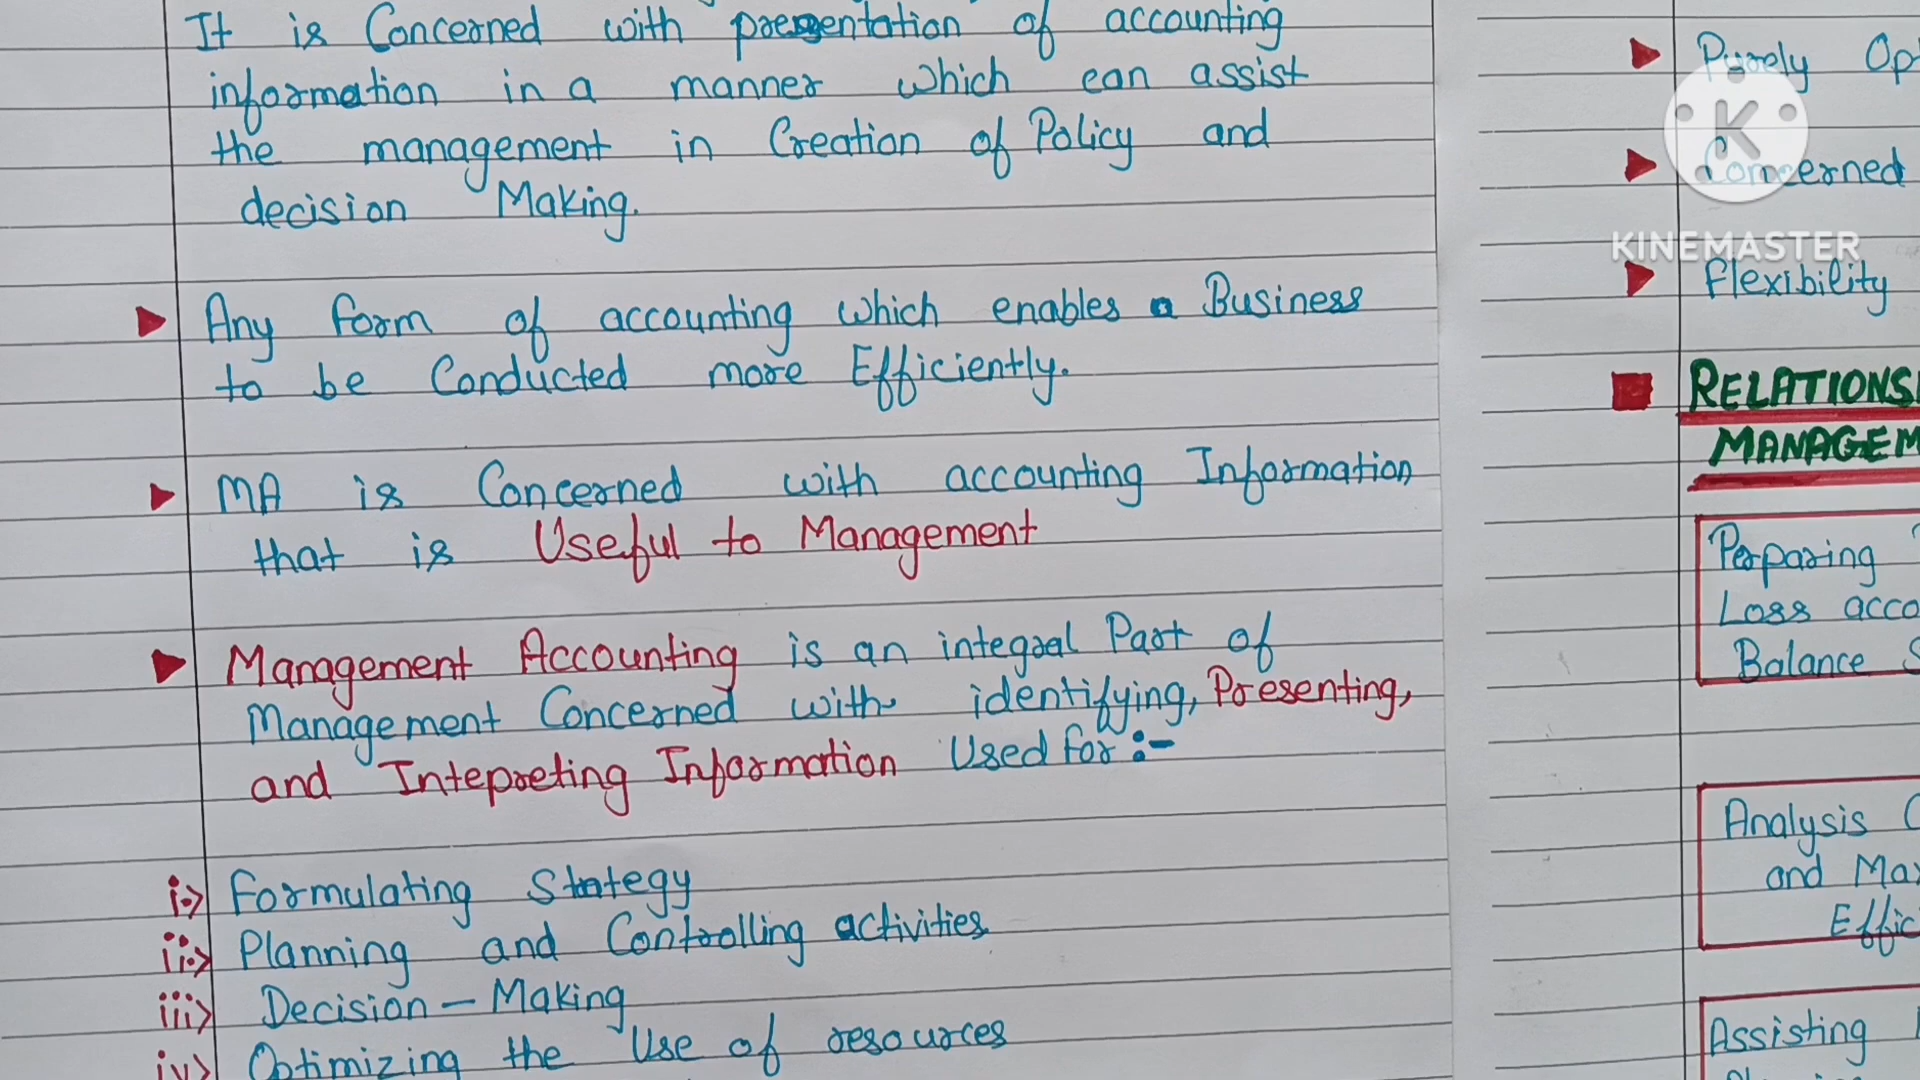 It is Concerned with presentation of accounting
information in a manner which can assist
the management in Creation of Policy and
decision Making.
Any form of accounting which enables a Business
to be Conducted more Efficiently.
MA is Concerned with accounting Information
that is Useful to Management
Management Accounting is an integral Part of
Management Concerned with identifying, Presenting,
and Intepreting Information Used for :-
i) Formulating Strategy
ii) Planning and Controlling activities
iii) Decision - Making
iv) Optimizing the Use of resources
Purely Op
Concerned
Flexibility
RELATIONS
MANAGEM
Perparing
Loss acco
Balance S
Analysis
and Max
Effic
Assisting
K
KINEMASTER